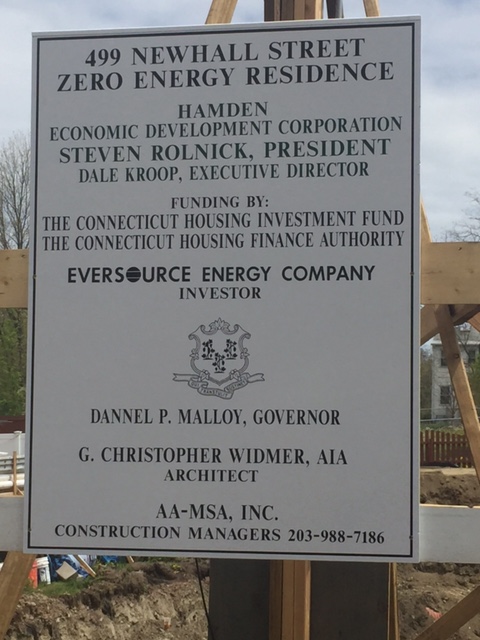 499 NEWHALL STREET
ZERO ENERGY RESIDENCE
HAMDEN
ECONOMIC DEVELOPMENT CORPORATION
STEVEN ROLNICK, PRESIDENT
DALE KROOP, EXECUTIVE DIRECTOR
FUNDING BY:
THE CONNECTICUT HOUSING INVESTMENT FUND
THE CONNECTICUT HOUSING FINANCE AUTHORITY
EVERSOURCE ENERGY COMPANY
INVESTOR
DANNEL P. MALLOY, GOVERNOR
G. CHRISTOPHER WIDMER, AIA
ARCHITECT
AA-MSA, INC.
CONSTRUCTION MANAGERS 203-988-7186